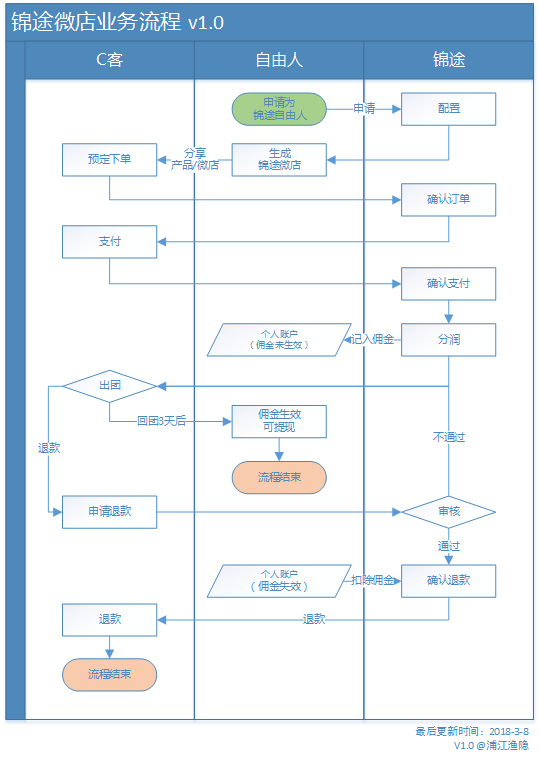 锦途微店业务流程 v1.0
C客
自由人
锦途
申请为
锦途自由人
申请
配置
预定下单
分享
产品/微店
生成
锦途微店
确认订单
支付
确认支付
个人账户
（佣金未生效）
记入佣金
分润
出团
回团3天后
佣金生效
可提现
不通过
退款
流程结束
申请退款
审核
通过
个人账户
（佣金失效）
扣除佣金
确认退款
退款
退款
流程结束
最后更新时间：2018-3-8
V1.0 @浦江渔隐